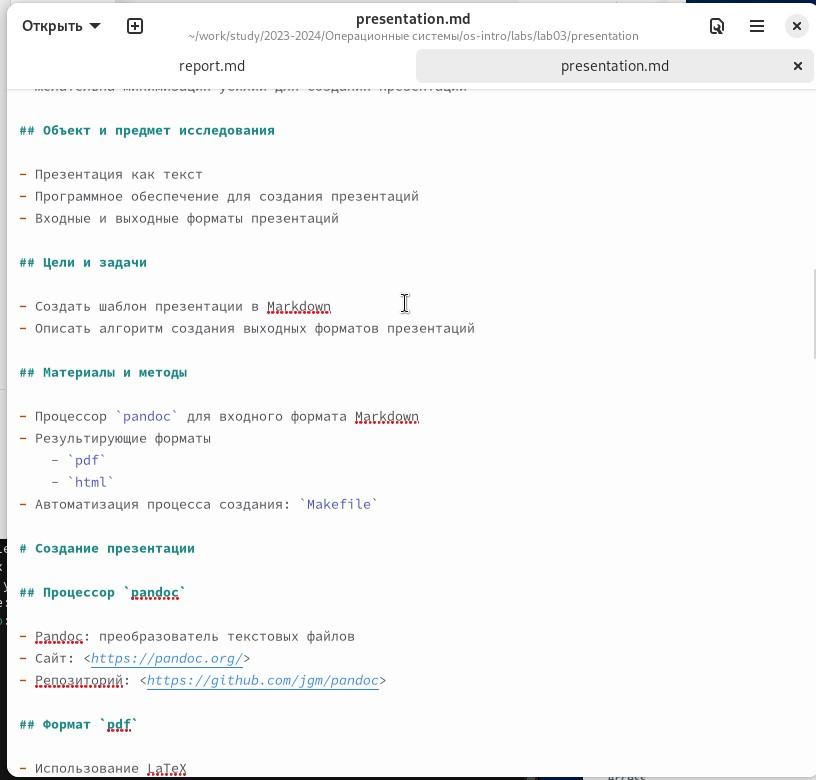 Открыть
presentation.md
~/work/study/2023-2024/Операционные системы/os-intro/labs/lab03/presentation
report.md
presentation.md
## Объект и предмет исследования
- Презентация как текст
- Программное обеспечение для создания презентаций
- Входные и выходные форматы презентаций
## Цели и задачи
- Создать шаблон презентации в Markdown
- Описать алгоритм создания выходных форматов презентаций
## Материалы и методы
- Процессор `pandoc` для входного формата Markdown
- Результирующие форматы
- `pdf`
- `html`
- Автоматизация процесса создания: `Makefile`
# Создание презентации
## Процессор `pandoc`
- Pandoc: преобразователь текстовых файлов
- Сайт: <https://pandoc.org/>
- Репозиторий: <https://github.com/jgm/pandoc>
## Формат `pdf`
- Использование LaTeX